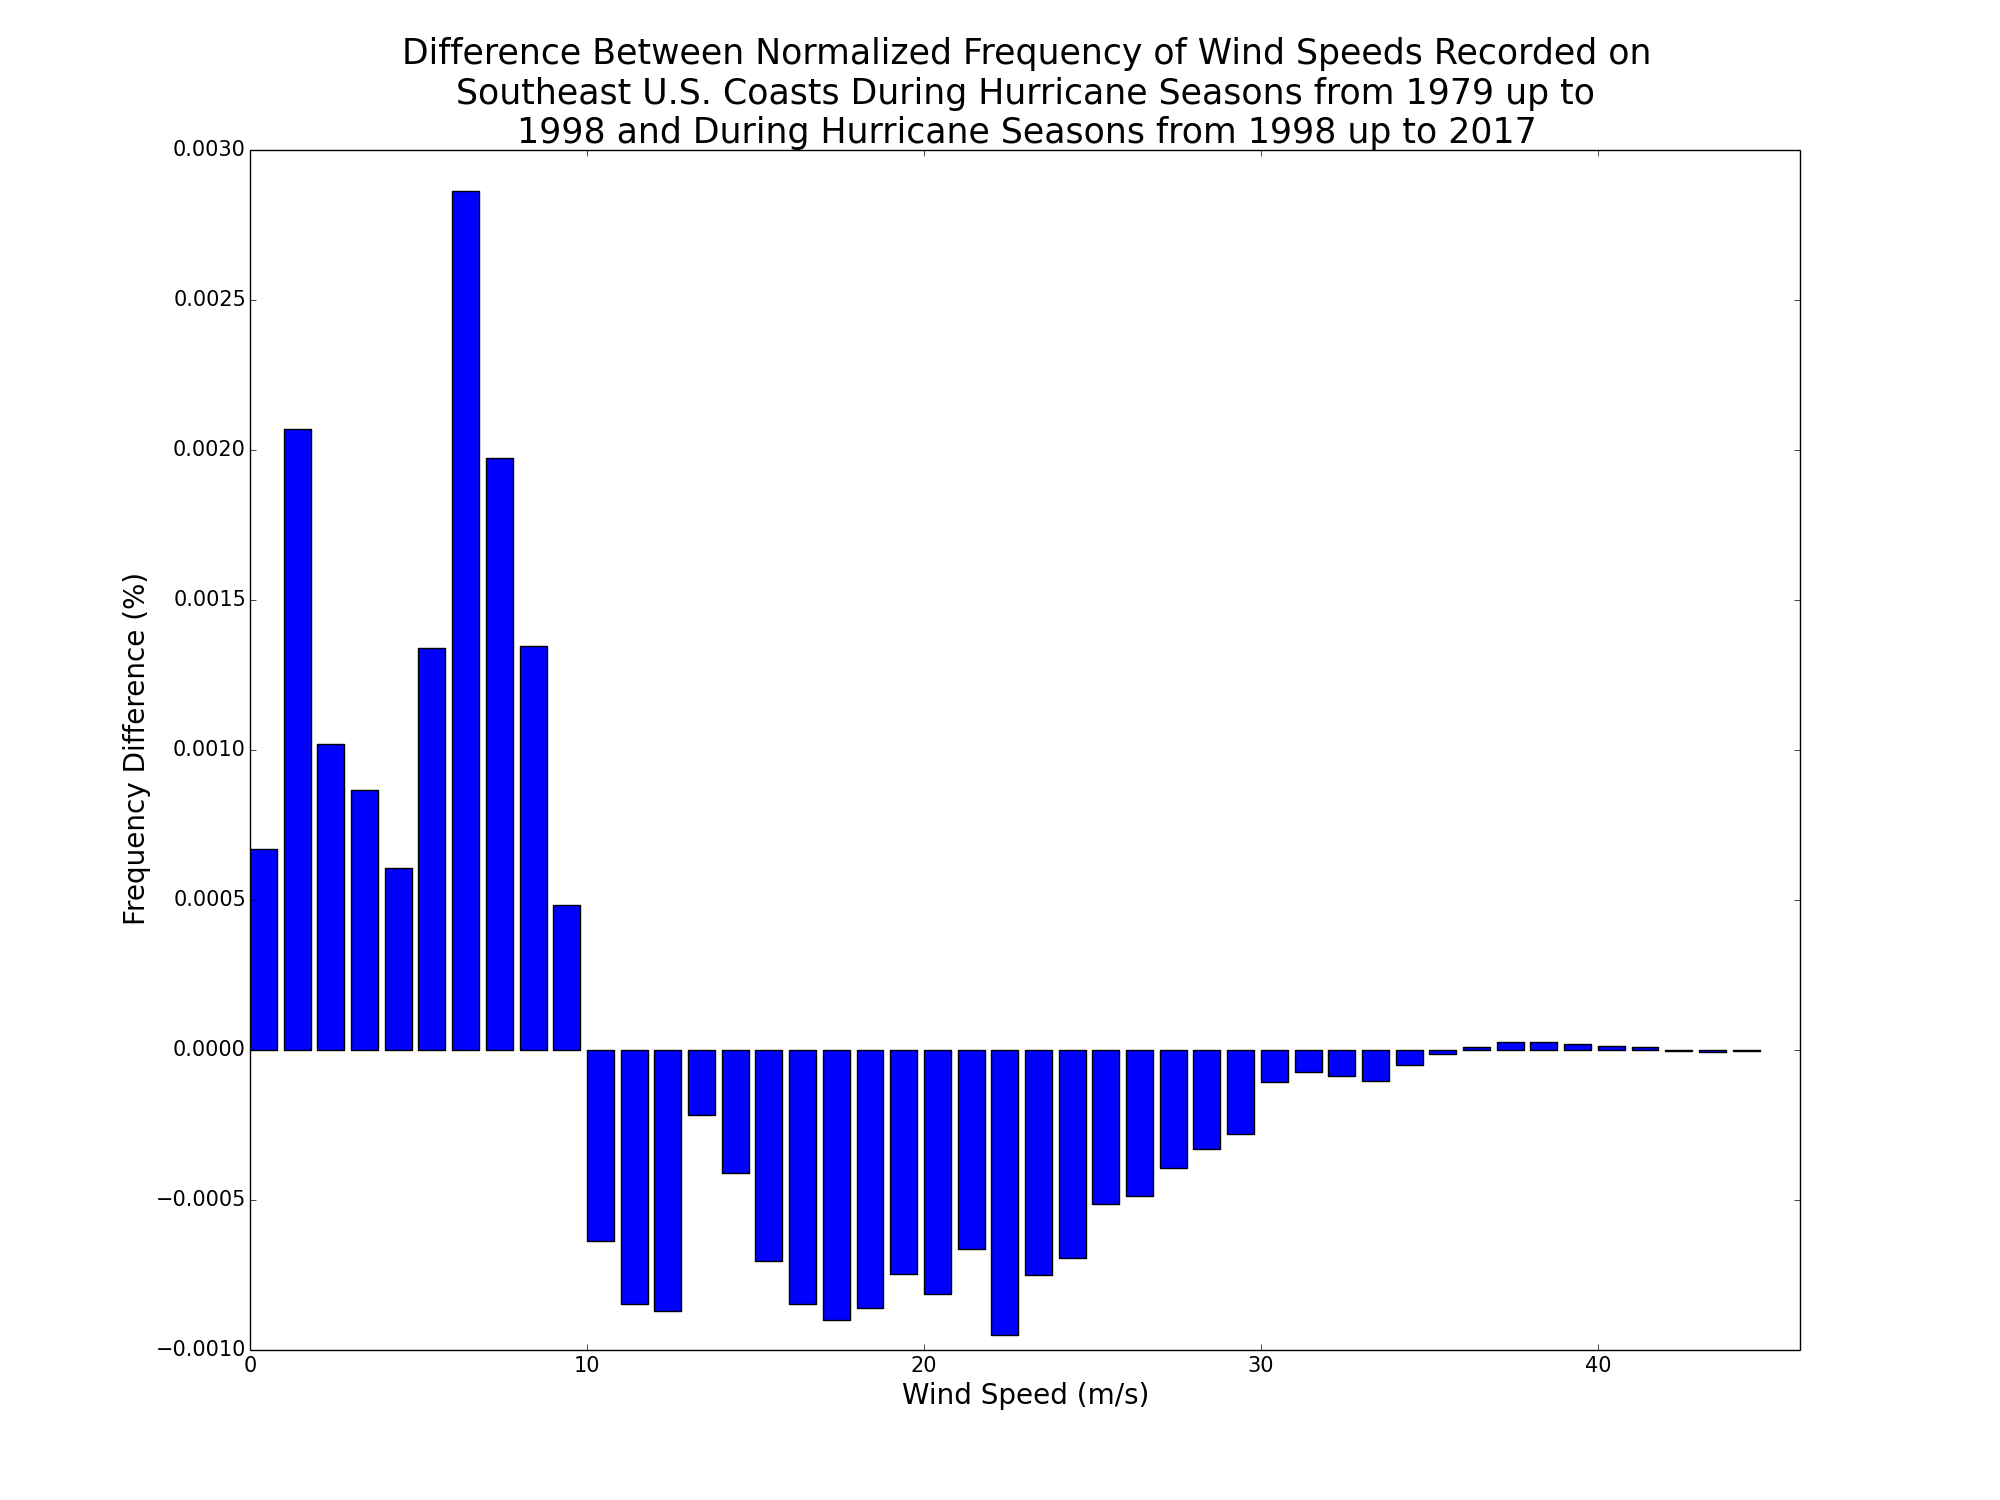 Difference Between Normalized Frequency of Wind Speeds Recorded on
Southeast U.S. Coasts During Hurricane Seasons from 1979 up to
1998 and During Hurricane Seasons from 1998 up to 2017
0.0030
0.0025
0.0020
0.0015
0.0010
0.0005
0.0000
−0.0005
−0.0010
Frequency Difference (%)
0 10 20 30 40
Wind Speed (m/s)